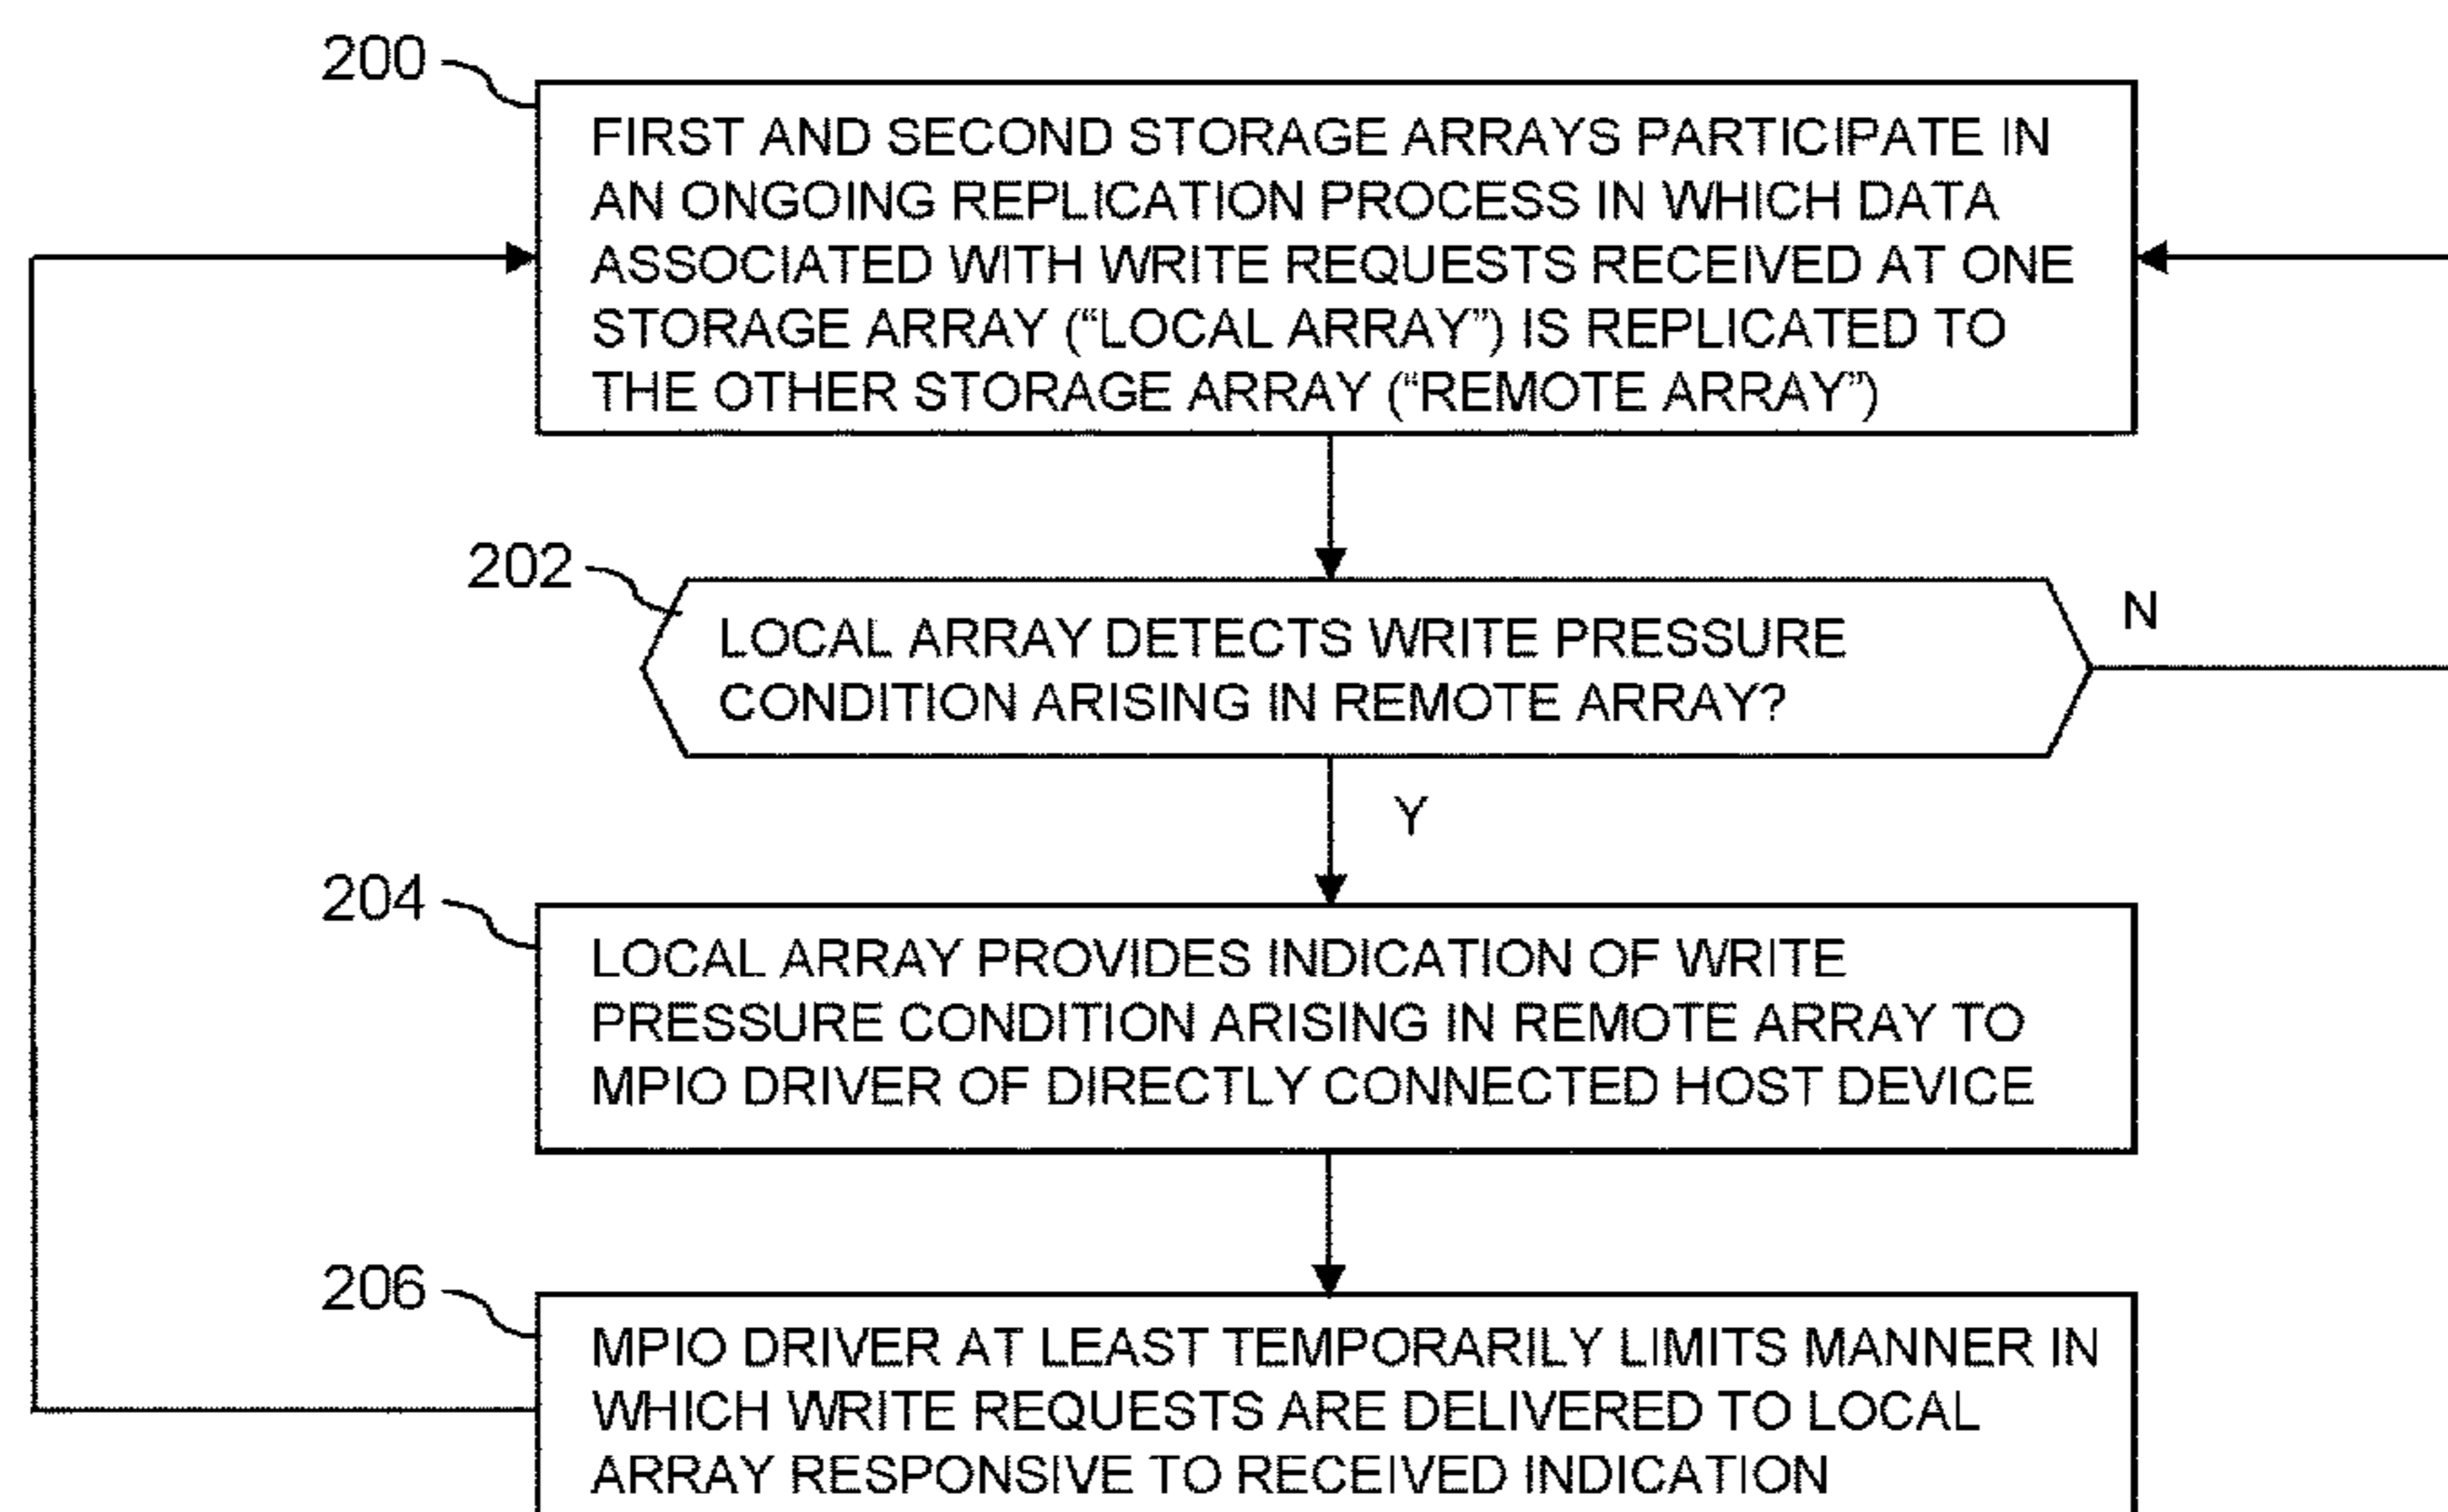 200
FIRST AND SECOND STORAGE ARRAYS PARTICIPATE IN
AN ONGOING REPLICATION PROCESS IN WHICH DATA
ASSOCIATED WITH WRITE REQUESTS RECEIVED AT ONE
STORAGE ARRAY (“LOCAL ARRAY”) IS REPLICATED TO
THE OTHER STORAGE ARRAY (“REMOTE ARRAY”)
202
LOCAL ARRAY DETECTS WRITE PRESSURE
CONDITION ARISING IN REMOTE ARRAY?
N
Y
204
LOCAL ARRAY PROVIDES INDICATION OF WRITE
PRESSURE CONDITION ARISING IN REMOTE ARRAY TO
MPIO DRIVER OF DIRECTLY CONNECTED HOST DEVICE
206
MPIO DRIVER AT LEAST TEMPORARILY LIMITS MANNER IN
WHICH WRITE REQUESTS ARE DELIVERED TO LOCAL
ARRAY RESPONSIVE TO RECEIVED INDICATION